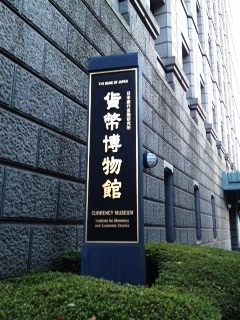 THE BANK OF JAPAN
日本銀行金融研究所
貨幣博物館
CURRENCY MUSEUM
Institute for Monetary
and Economic Studies